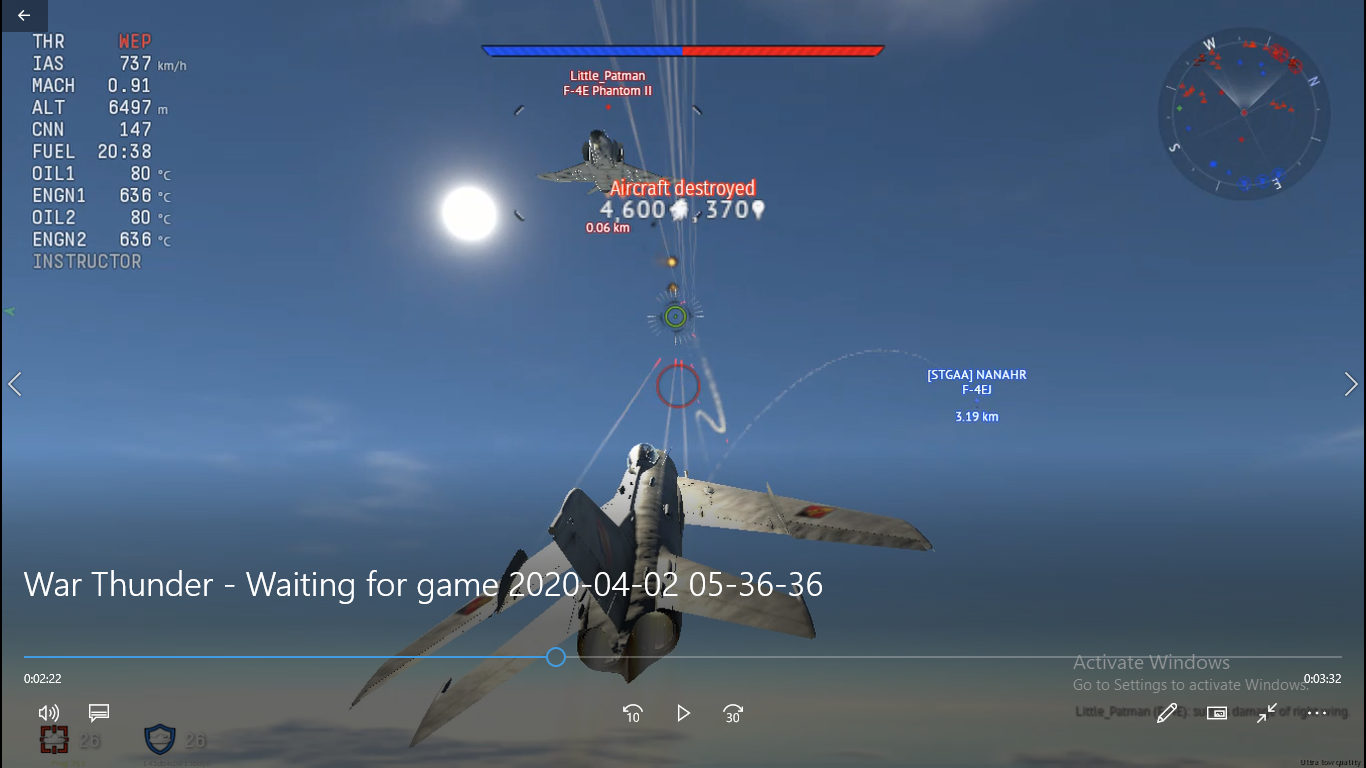 THR WEP
IAS 737 km/h
MACH 0.91
ALT 6497 m
CNN 147
FUEL 20:38
OIL1 80 °C
ENGN1 636 °C
OIL2 80 °C
ENGN2 636 °C
INSTRUCTOR
Little_Patman
F-4E Phantom II
Aircraft destroyed
4,600 , 370
0.06 km
W
N
S
E
[STGAA] NANAHR
F-4EJ
3.19 km
War Thunder - Waiting for game 2020-04-02 05-36-36
0:02:22
0:03:32
Activate Windows
Go to Settings to activate Windows.
10
30
26
26
Ultra low quality